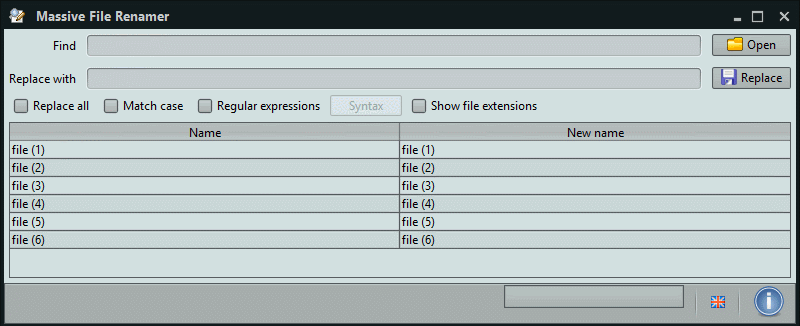 Massive File Renamer
Find
Open
Replace with
Replace
Replace all Match case Regular expressions Syntax Show file extensions
Name New name
file (1) file (1)
file (2) file (2)
file (3) file (3)
file (4) file (4)
file (5) file (5)
file (6) file (6)